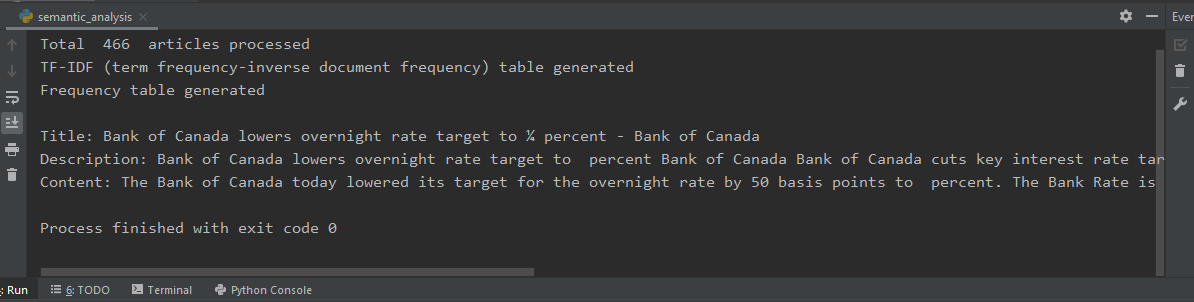 semantic_analysis
Even
Total  466  articles processed
TF-IDF (term frequency-inverse document frequency) table generated
Frequency table generated
Title: Bank of Canada lowers overnight rate target to ¼ percent - Bank of Canada
Description: Bank of Canada lowers overnight rate target to  percent Bank of Canada Bank of Canada cuts key interest rate tar
Content: The Bank of Canada today lowered its target for the overnight rate by 50 basis points to  percent. The Bank Rate is
Process finished with exit code 0
: Run
6: TODO
Terminal
Python Console